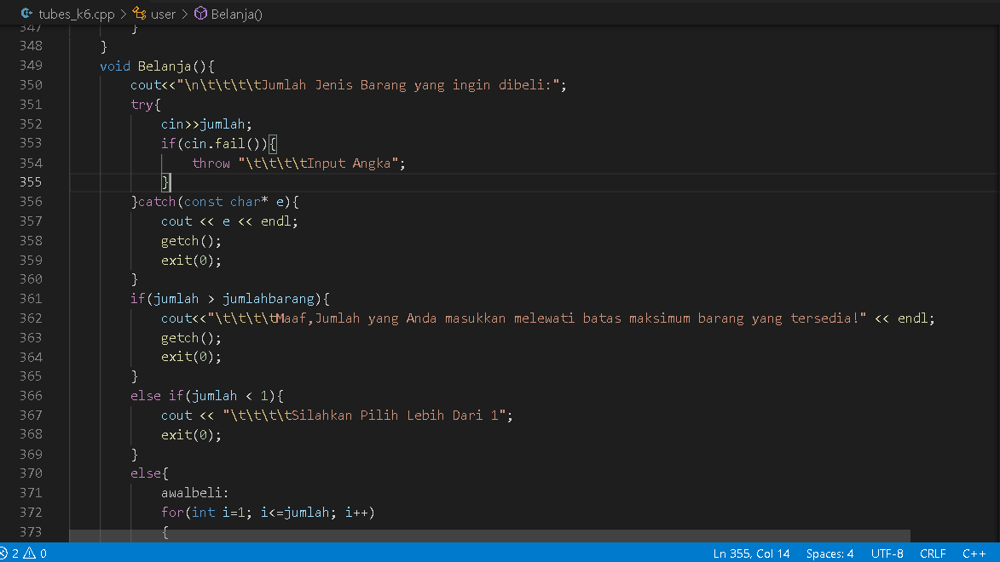 tubes_k6.cpp > user > Belanja()
347 }
348 }
349 void Belanja(){
350 cout<<"\n\t\t\t\tJumlah Jenis Barang yang ingin dibeli:";
351 try{
352 cin>>jumlah;
353 if(cin.fail()){
354 throw "\t\t\t\tInput Angka";
355 }
356 }catch(const char* e){
357 cout << e << endl;
358 getch();
359 exit(0);
360 }
361 if(jumlah > jumlahbarang){
362 cout<<"\t\t\t\tMaaf,Jumlah yang Anda masukkan melewati batas maksimum barang yang tersedia!" << endl;
363 getch();
364 exit(0);
365 }
366 else if(jumlah < 1){
367 cout << "\t\t\t\tSilahkan Pilih Lebih Dari 1";
368 exit(0);
369 }
370 else{
371 awalbeli:
372 for(int i=1; i<=jumlah; i++)
373 {
2 0 Ln 355, Col 14 Spaces: 4 UTF-8 CRLF C++